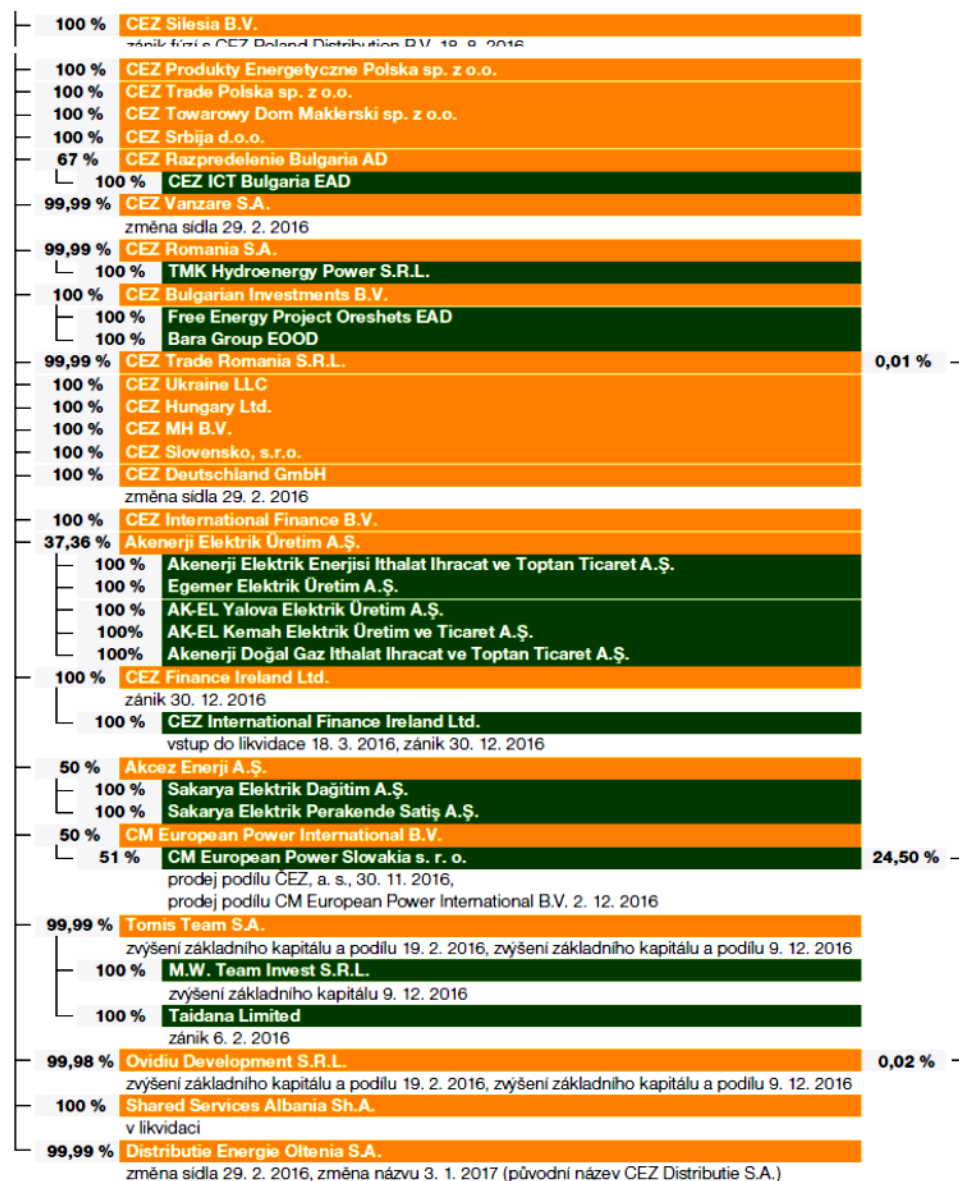 100 % CEZ Silesia B.V.
zánik fúzí s CEZ Poland Distribution B.V. 18. 8. 2016
100 % CEZ Produkty Energetyczne Polska sp. z o.o.
100 % CEZ Trade Polska sp. z o.o.
100 % CEZ Towarowy Dom Maklerski sp. z o.o.
100 % CEZ Srbija d.o.o.
67 % CEZ Razpredelenie Bulgaria AD
100 % CEZ ICT Bulgaria EAD
99,99 % CEZ Vanzare S.A.
změna sídla 29. 2. 2016
99,99 % CEZ Romania S.A.
100 % TMK Hydroenergy Power S.R.L.
100 % CEZ Bulgarian Investments B.V.
100 % Free Energy Project Oreshets EAD
100 % Bara Group EOOD
99,99 % CEZ Trade Romania S.R.L. 0,01 %
100 % CEZ Ukraine LLC
100 % CEZ Hungary Ltd.
100 % CEZ MH B.V.
100 % CEZ Slovensko, s.r.o.
100 % CEZ Deutschland GmbH
změna sídla 29. 2. 2016
100 % CEZ International Finance B.V.
37,36 % Akenerji Elektrik Üretim A.Ş.
100 % Akenerji Elektrik Enerjisi Ithalat Ihracat ve Toptan Ticaret A.Ş.
100 % Egemer Elektrik Üretim A.Ş.
100 % AK-EL Yalova Elektrik Üretim A.Ş.
100% AK-EL Kemah Elektrik Üretim ve Ticaret A.Ş.
100% Akenerji Doğal Gaz Ithalat Ihracat ve Toptan Ticaret A.Ş.
100 % CEZ Finance Ireland Ltd.
zánik 30. 12. 2016
100 % CEZ International Finance Ireland Ltd.
vstup do likvidace 18. 3. 2016, zánik 30. 12. 2016
50 % Akcez Enerji A.Ş.
100 % Sakarya Elektrik Dağitim A.Ş.
100 % Sakarya Elektrik Perakende Satiş A.Ş.
50 % CM European Power International B.V.
51 % CM European Power Slovakia s. r. o. 24,50 %
prodej podílu ČEZ, a. s., 30. 11. 2016,
prodej podílu CM European Power International B.V. 2. 12. 2016
99,99 % Tomis Team S.A.
zvýšení základního kapitálu a podílu 19. 2. 2016, zvýšení základního kapitálu a podílu 9. 12. 2016
100 % M.W. Team Invest S.R.L.
zvýšení základního kapitálu 9. 12. 2016
100 % Taidana Limited
zánik 6. 2. 2016
99,98 % Ovidiu Development S.R.L. 0,02 %
zvýšení základního kapitálu a podílu 19. 2. 2016, zvýšení základního kapitálu a podílu 9. 12. 2016
100 % Shared Services Albania Sh.A.
v likvidaci
99,99 % Distributie Energie Oltenia S.A.
změna sídla 29. 2. 2016, změna názvu 3. 1. 2017 (původní název CEZ Distributie S.A.)